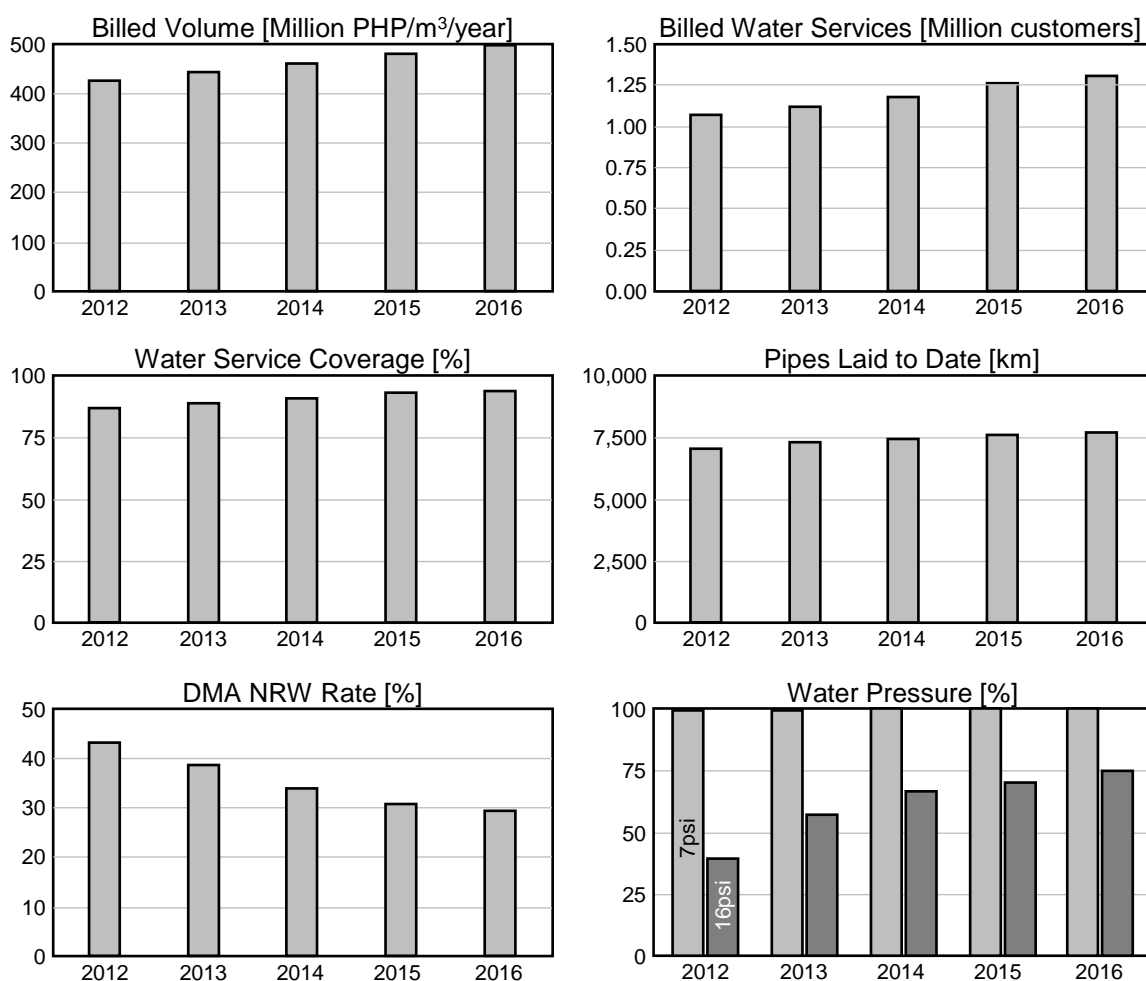 Billed Volume [Million PHP/m³/year]
500
400
300
200
100
0
2012 2013 2014 2015 2016
Billed Water Services [Million customers]
1.50
1.25
1.00
0.75
0.50
0.25
0.00
2012 2013 2014 2015 2016
Water Service Coverage [%]
100
75
50
25
0
2012 2013 2014 2015 2016
Pipes Laid to Date [km]
10,000
7,500
5,000
2,500
0
2012 2013 2014 2015 2016
DMA NRW Rate [%]
50
40
30
20
10
0
2012 2013 2014 2015 2016
Water Pressure [%]
100
75
50
25
0
7psi
16psi
2012 2013 2014 2015 2016